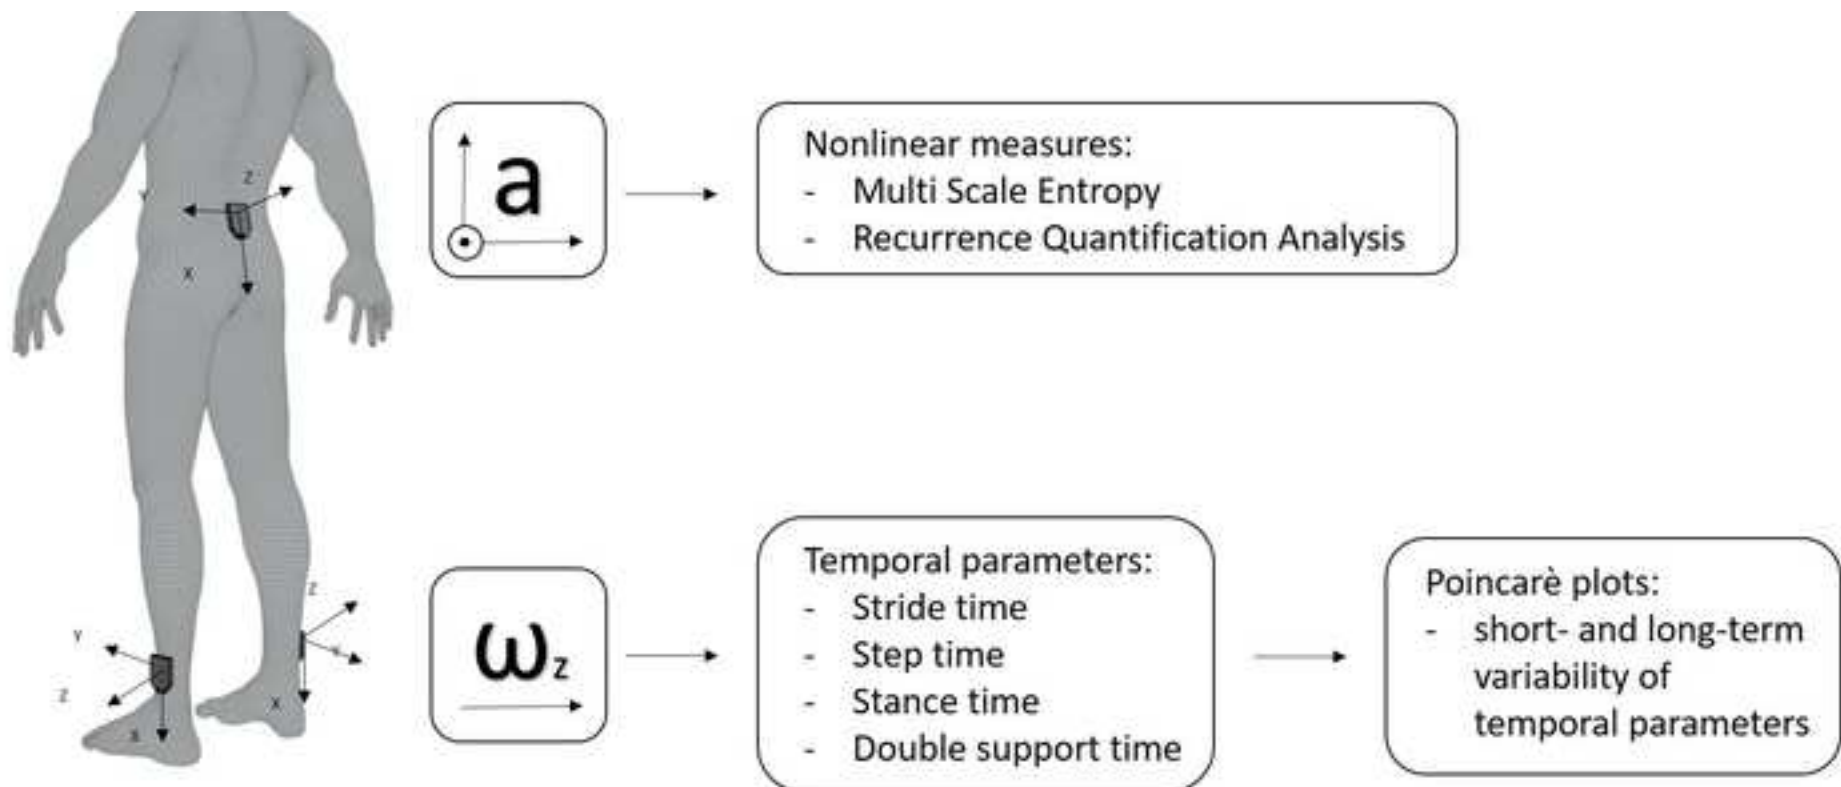 Z
Y
X
a
Nonlinear measures:
- Multi Scale Entropy
- Recurrence Quantification Analysis
Z
Y
Z
X
X
ωz
Temporal parameters:
- Stride time
- Step time
- Stance time
- Double support time
Poincarè plots:
- short- and long-term
variability of
temporal parameters